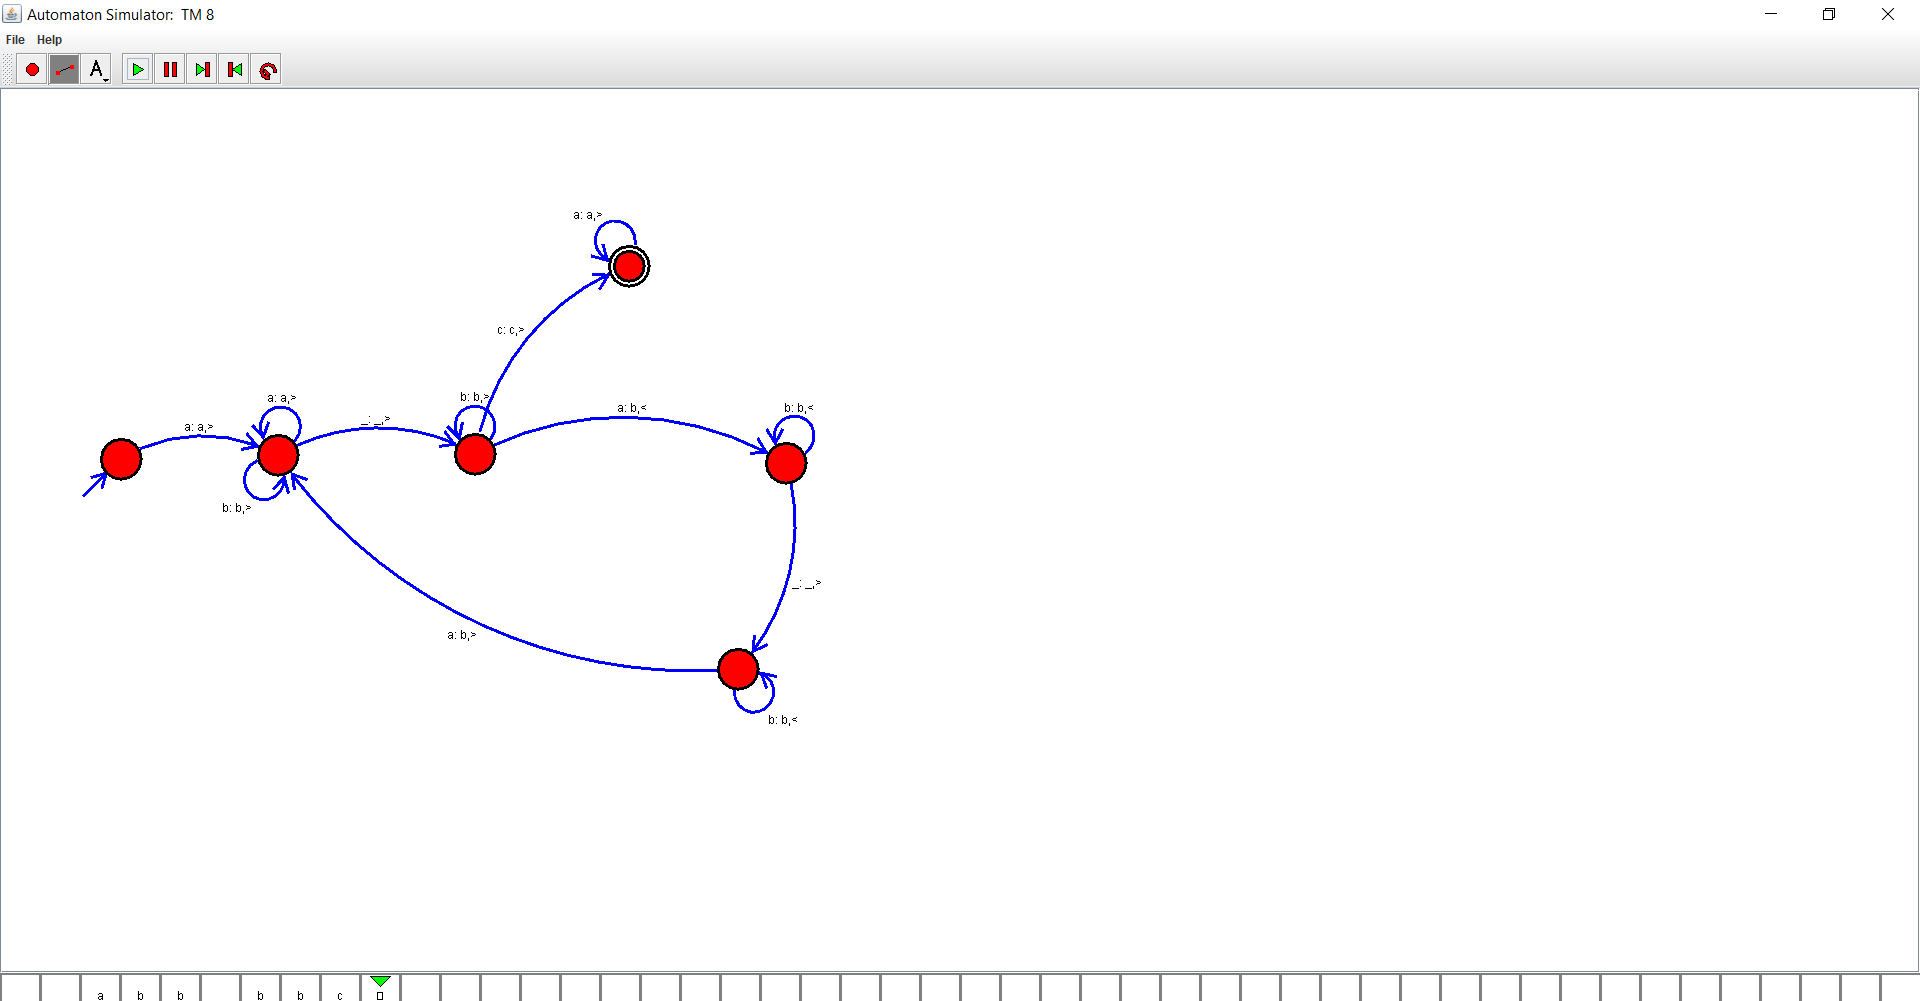 Automaton Simulator: TM 8
File Help
A
a: a,>
c: c,>
a: a,>
b: b,>
a: b,<
b: b,<
_: _,>
a: a,>
b: b,>
_: _,>
a: b,>
b: b,<
a b b b b c □